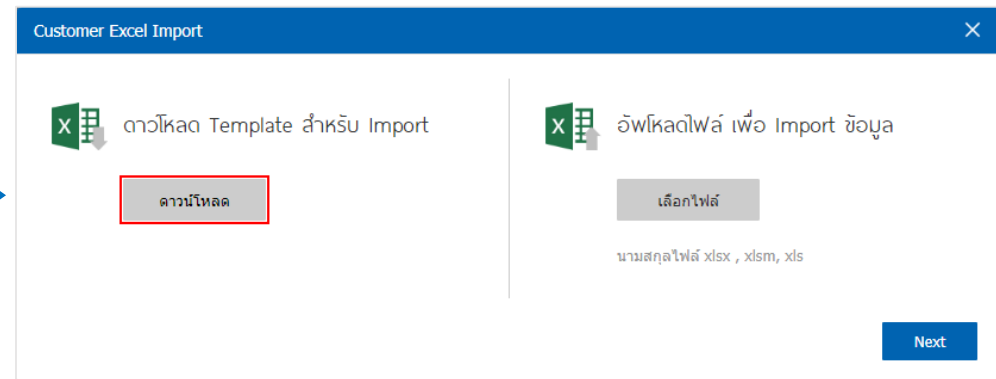 Customer Excel Import
ดาวโหลด Template สำหรับ Import
ดาวน์โหลด
อัพโหลดไฟล์ เพื่อ Import ข้อมูล
เลือกไฟล์
นามสกุลไฟล์ xlsx , xlsm, xls
Next